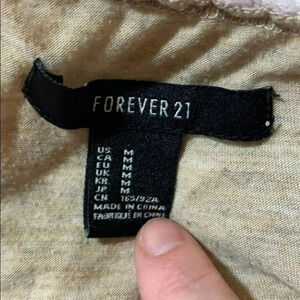 FOREVER 21
US M
CA M
EU M
UK M
KR M
JP M
CN 165/92A
MADE IN CHINA
FABRIQUÉ EN CHINE